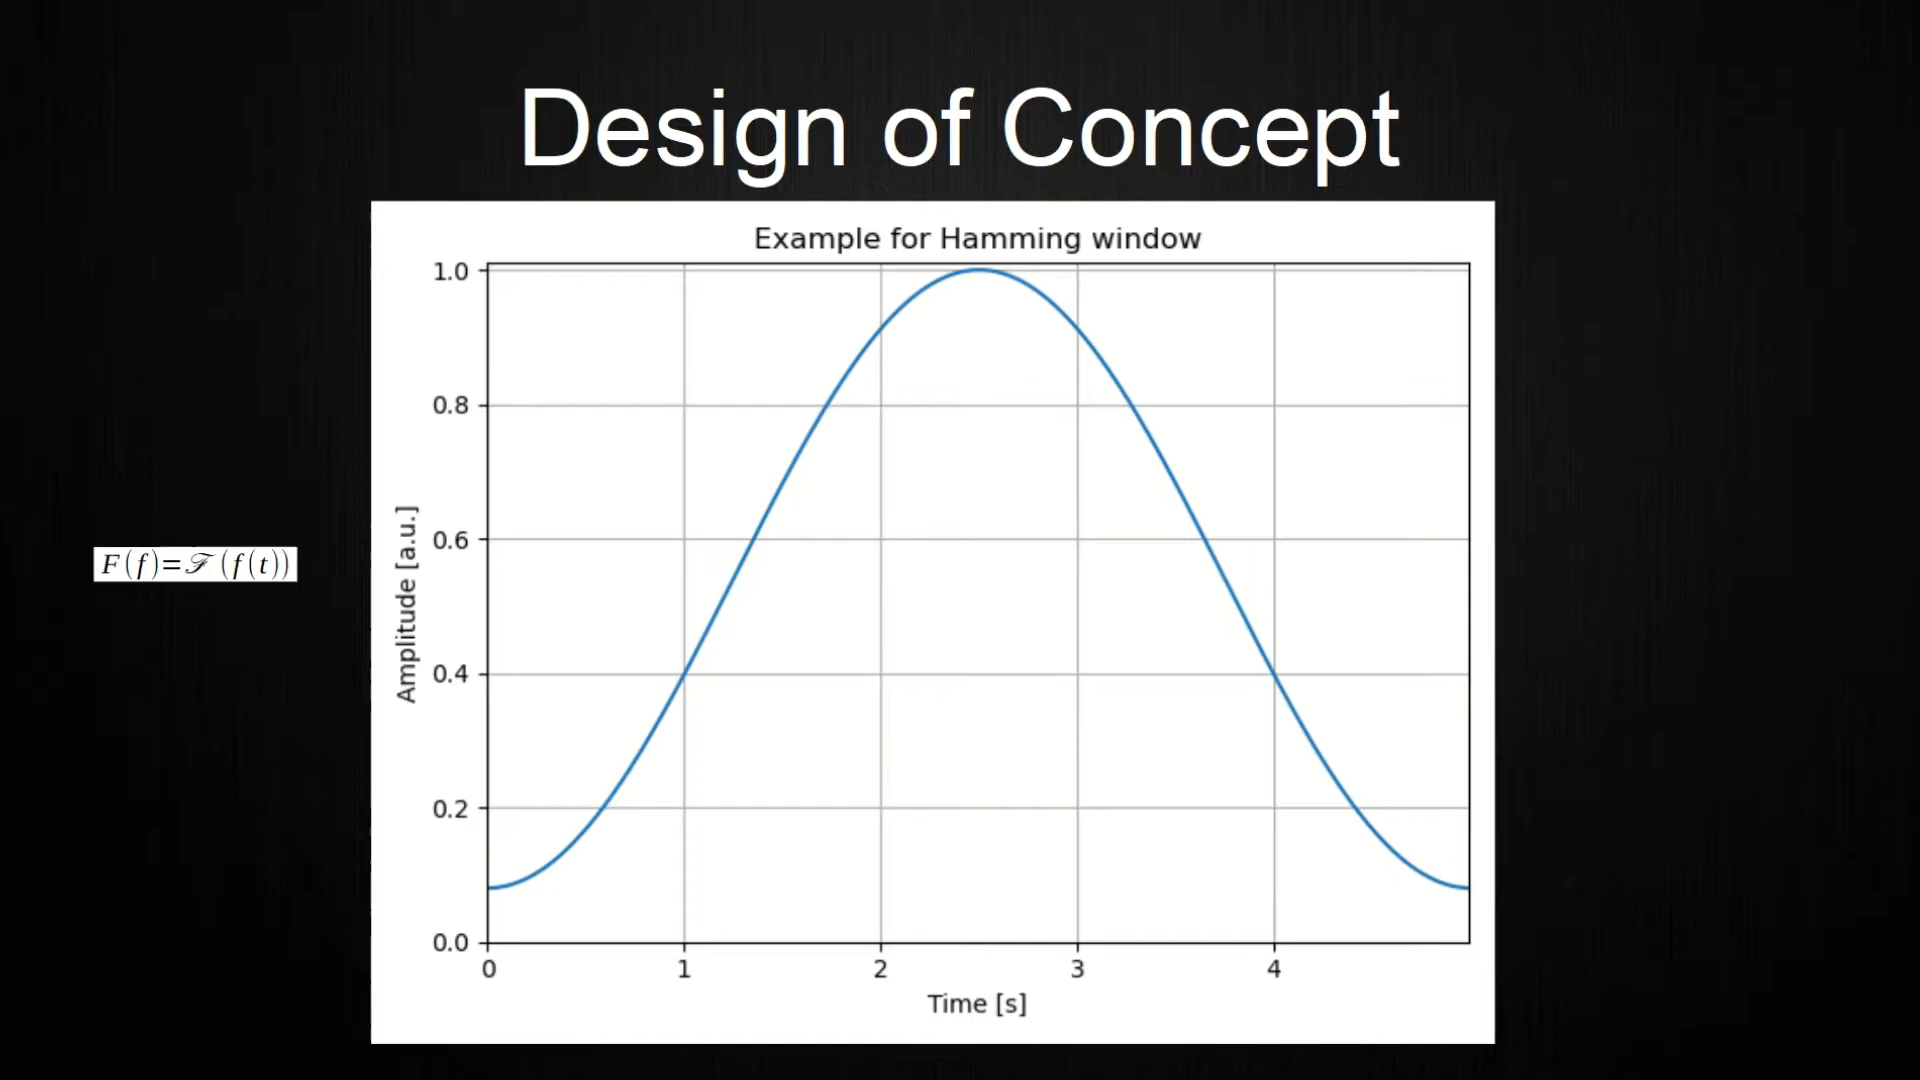 Design of Concept
Example for Hamming window
1.0
0.8
0.6
0.4
0.2
0.0
Amplitude [a.u.]
0 1 2 3 4
Time [s]
F(f)=ℱ(f(t))